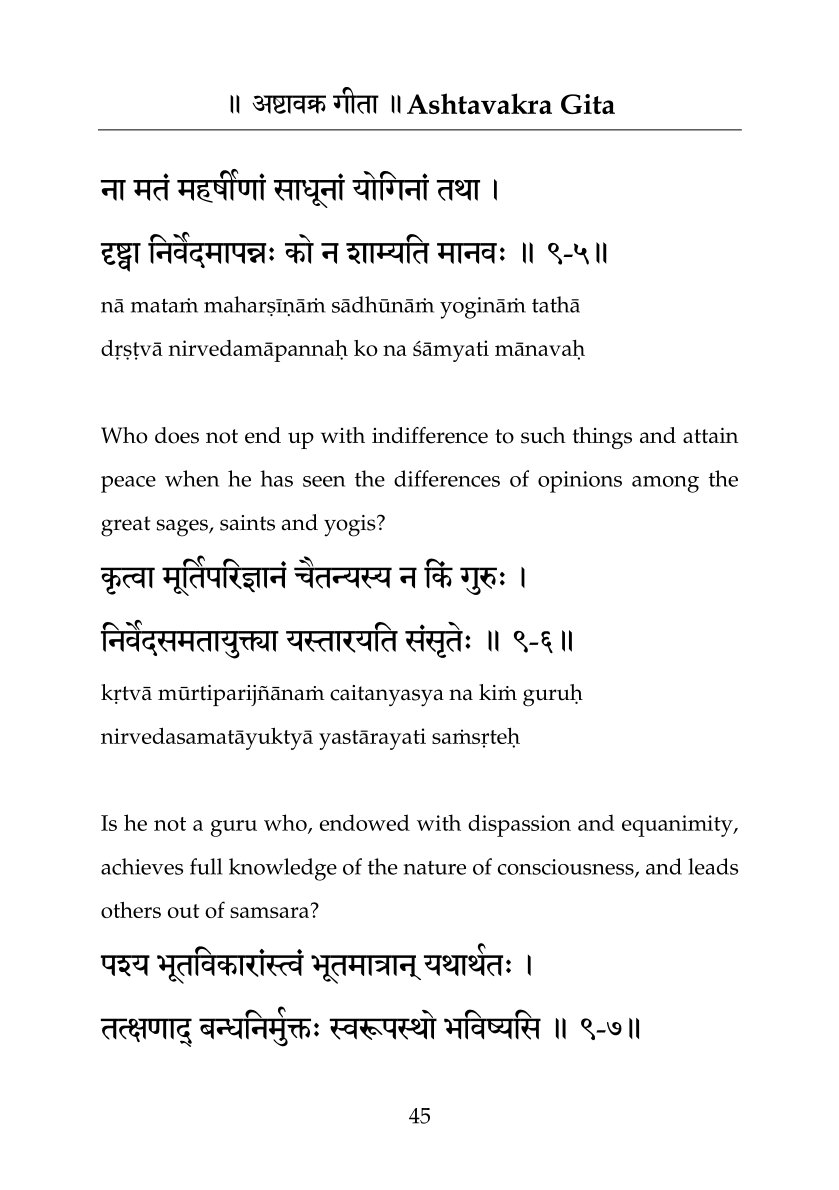 ॥ अष्टावक्र गीता ॥ Ashtavakra Gita
ना मतं महर्षीणां साधूनां योगिनां तथा ।
दृष्ट्वा निर्वेदमापन्नः को न शाम्यति मानवः ॥ ९-५॥
nā mataṁ maharṣīṇāṁ sādhūnāṁ yogināṁ tathā
dṛṣṭvā nirvedamāpannaḥ ko na śāmyati mānavaḥ
Who does not end up with indifference to such things and attain
peace when he has seen the differences of opinions among the
great sages, saints and yogis?
कृत्वा मूर्तिपरिज्ञानं चैतन्यस्य न किं गुरुः ।
निर्वेदसमतायुक्त्या यस्तारयति संसृतेः ॥ ९-६॥
kṛtvā mūrtiparijñānaṁ caitanyasya na kiṁ guruḥ
nirvedasamatāyuktyā yastārayati saṁsṛteḥ
Is he not a guru who, endowed with dispassion and equanimity,
achieves full knowledge of the nature of consciousness, and leads
others out of samsara?
पश्य भूतविकारांस्त्वं भूतमात्रान् यथार्थतः ।
तत्क्षणाद् बन्धनिर्मुक्तः स्वरूपस्थो भविष्यसि ॥ ९-७॥
45